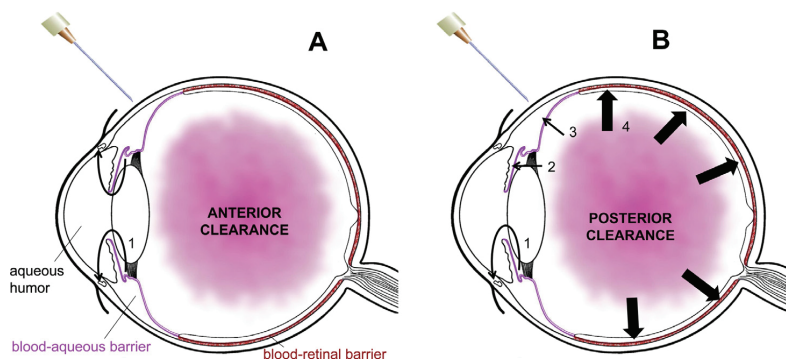 A
ANTERIOR
CLEARANCE
1
aqueous
humor
blood-aqueous barrier
blood-retinal barrier
B
3
4
2
POSTERIOR
CLEARANCE
1